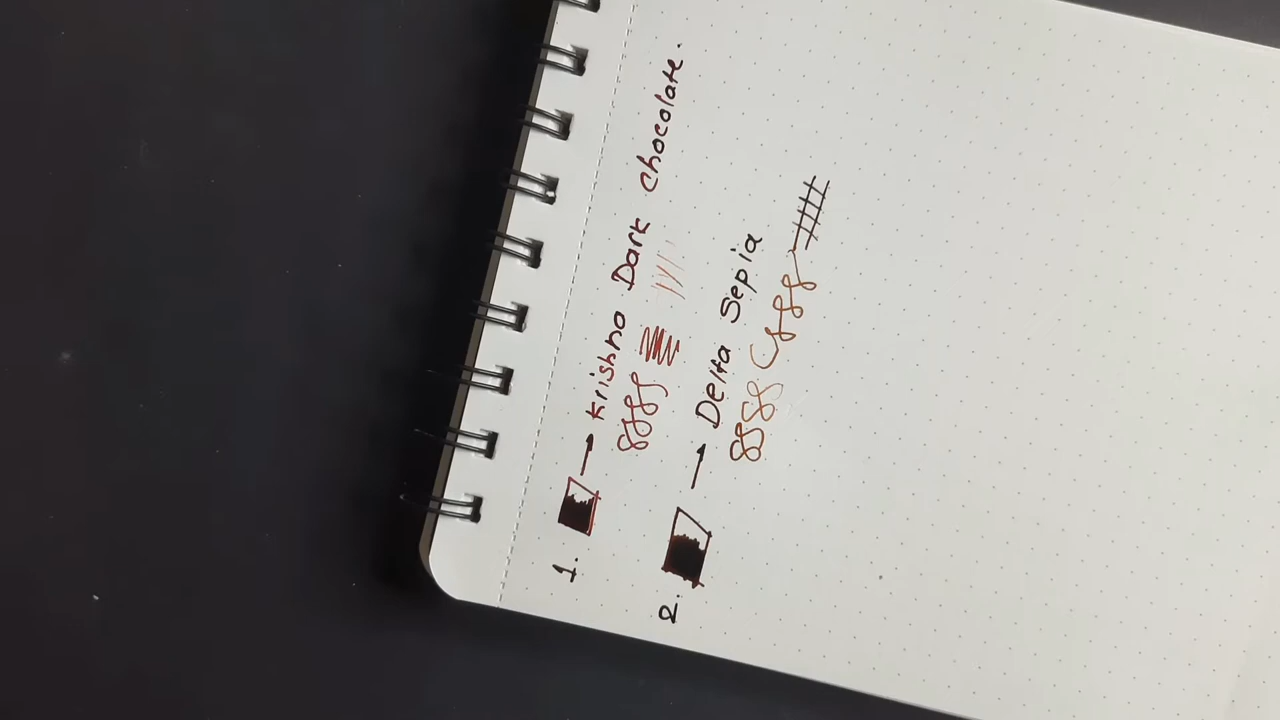 1. → Krishna Dark chocolate.
2. → Delta Sepia